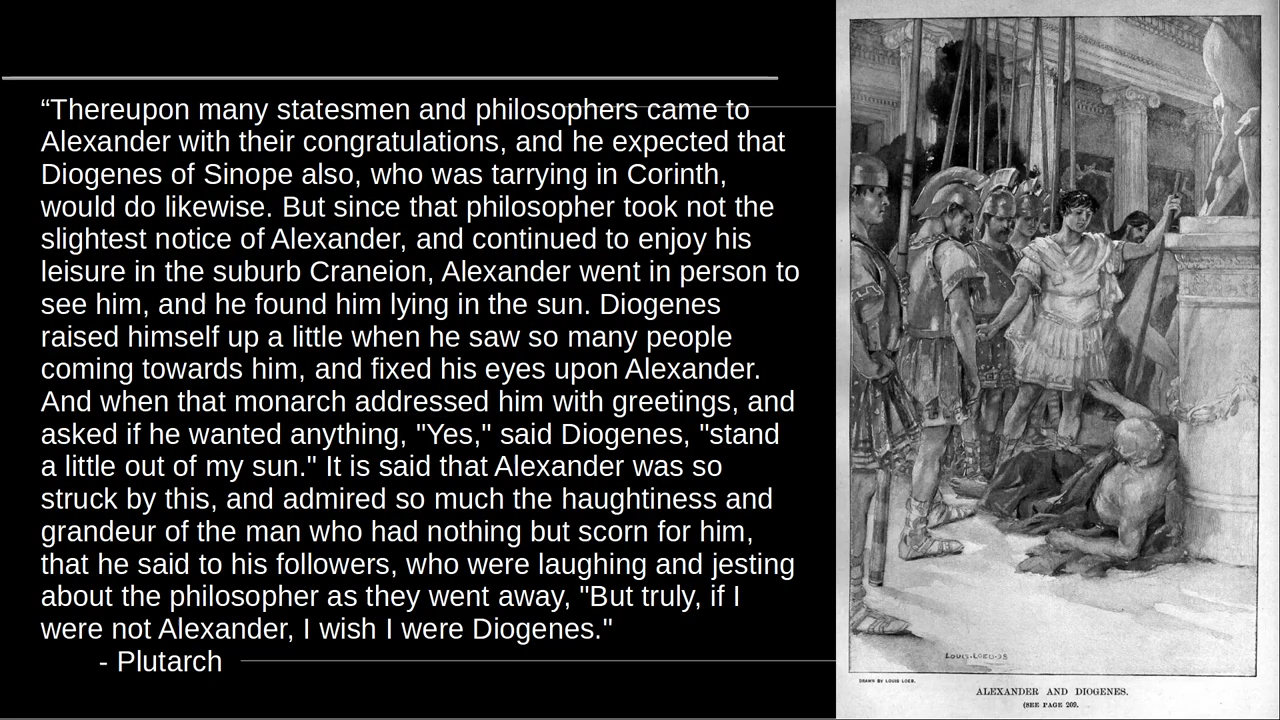 “Thereupon many statesmen and philosophers came to
Alexander with their congratulations, and he expected that
Diogenes of Sinope also, who was tarrying in Corinth,
would do likewise. But since that philosopher took not the
slightest notice of Alexander, and continued to enjoy his
leisure in the suburb Craneion, Alexander went in person to
see him, and he found him lying in the sun. Diogenes
raised himself up a little when he saw so many people
coming towards him, and fixed his eyes upon Alexander.
And when that monarch addressed him with greetings, and
asked if he wanted anything, "Yes," said Diogenes, "stand
a little out of my sun." It is said that Alexander was so
struck by this, and admired so much the haughtiness and
grandeur of the man who had nothing but scorn for him,
that he said to his followers, who were laughing and jesting
about the philosopher as they went away, "But truly, if I
were not Alexander, I wish I were Diogenes."
- Plutarch
LOUIS·LOEB·98
DRAWN BY LOUIS LOEB.
ALEXANDER AND DIOGENES.
(SEE PAGE 209.